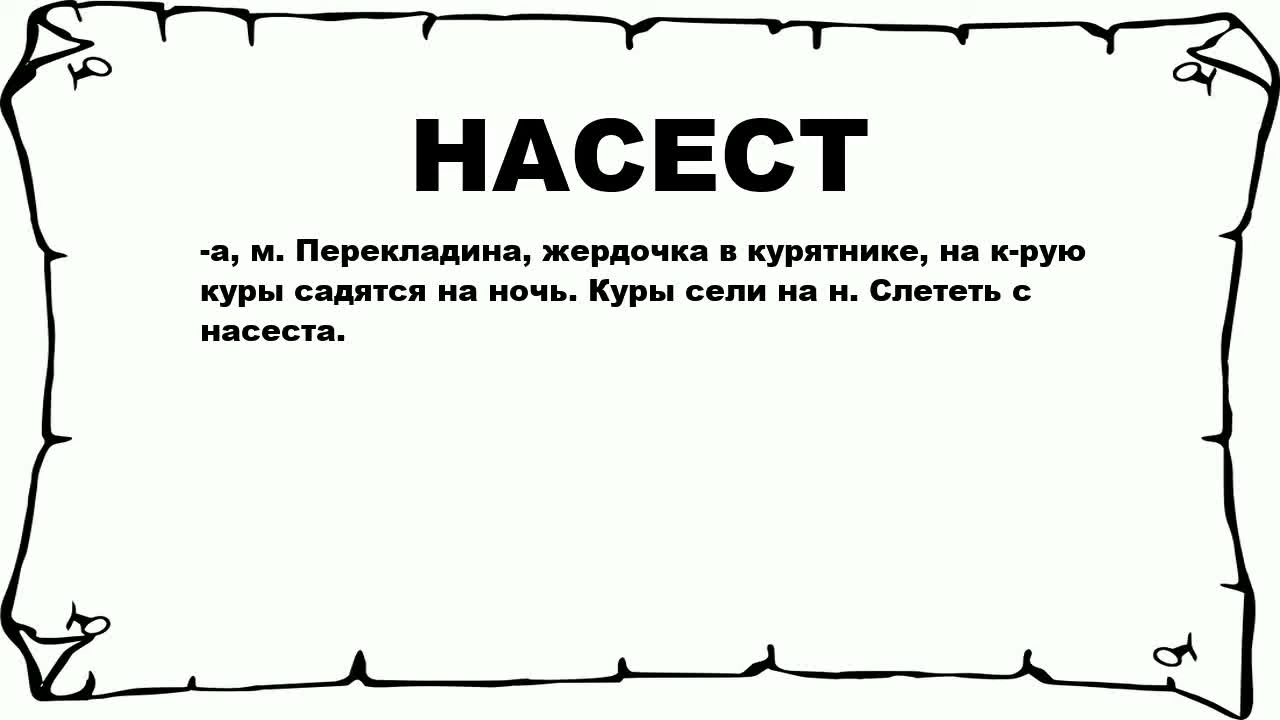 НАСЕСТ
-а, м. Перекладина, жердочка в курятнике, на к-рую
куры садятся на ночь. Куры сели на н. Слететь с
насеста.